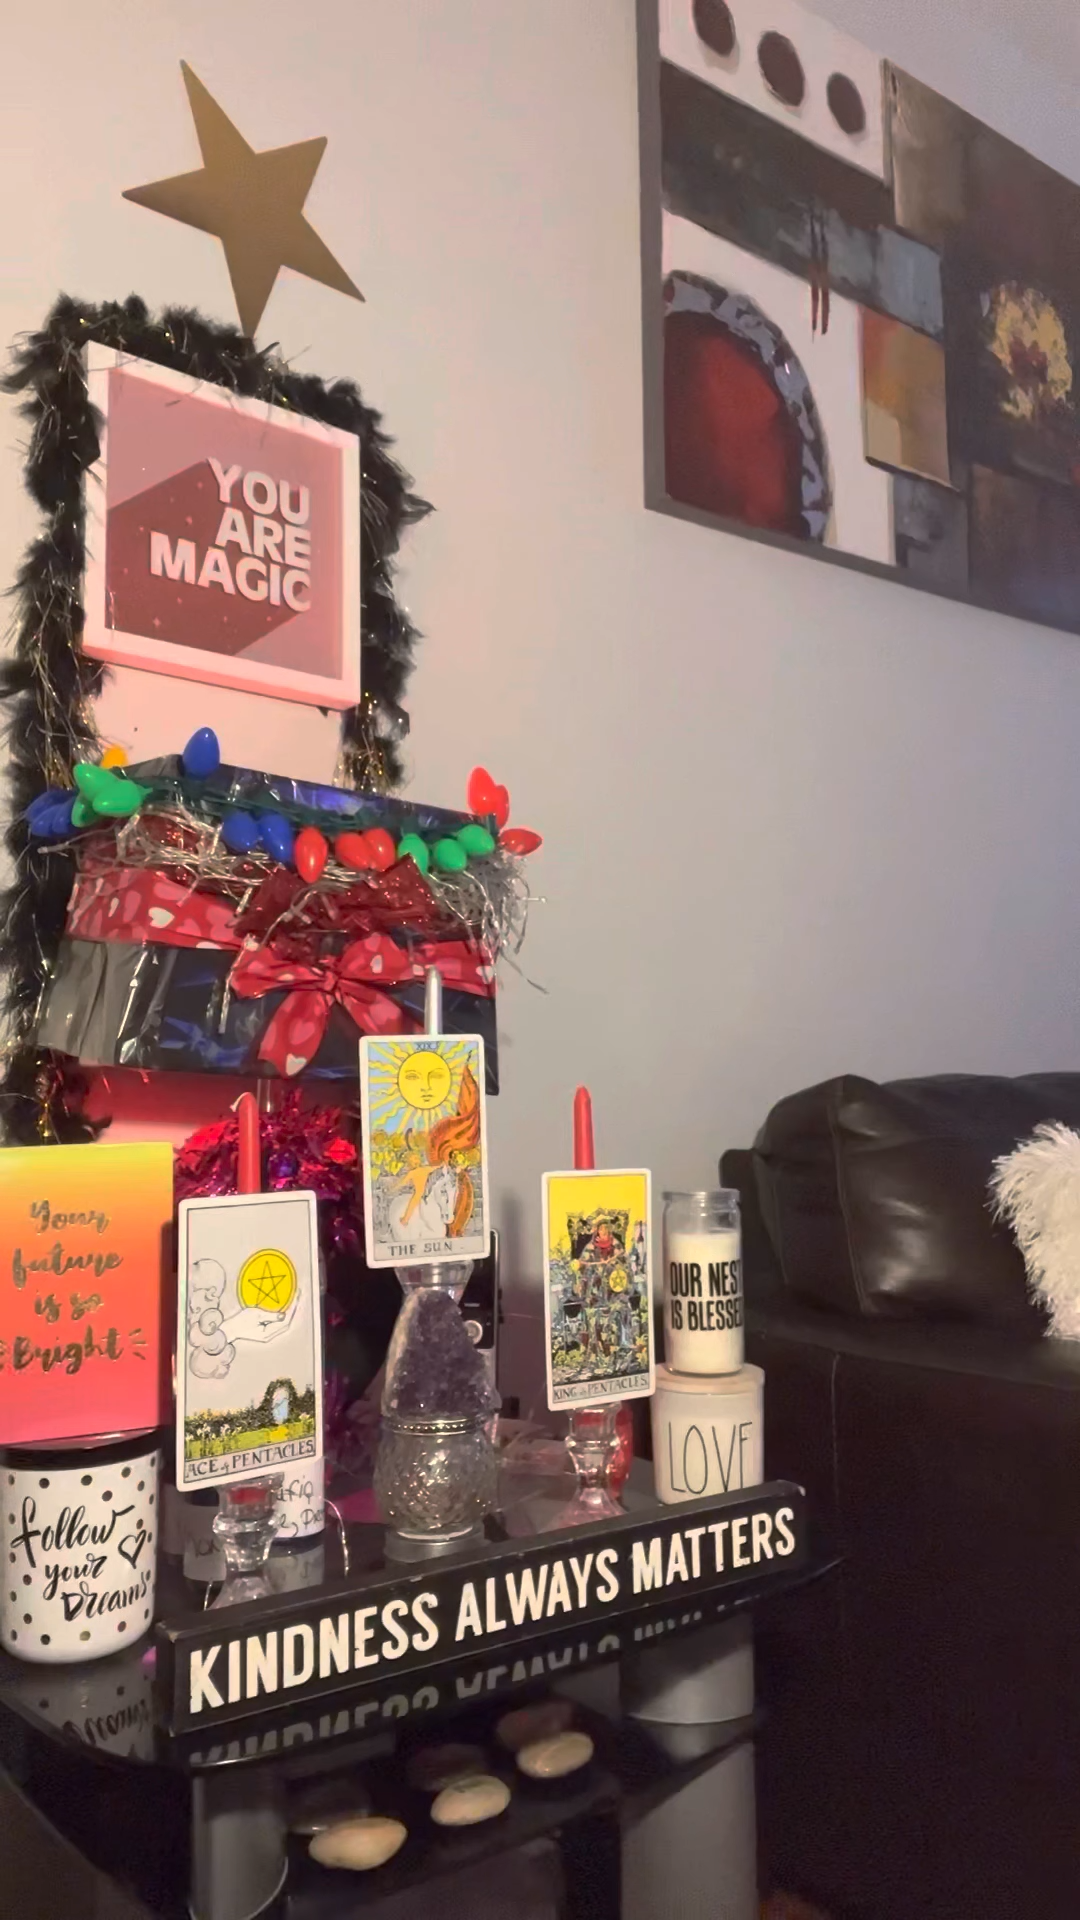 YOU
ARE
MAGIC
Your
future
is so
Bright
THE SUN
ACE of PENTACLES
KING of PENTACLES
OUR NEST
IS BLESSED
LOVE
follow
your
Dreams
KINDNESS ALWAYS MATTERS